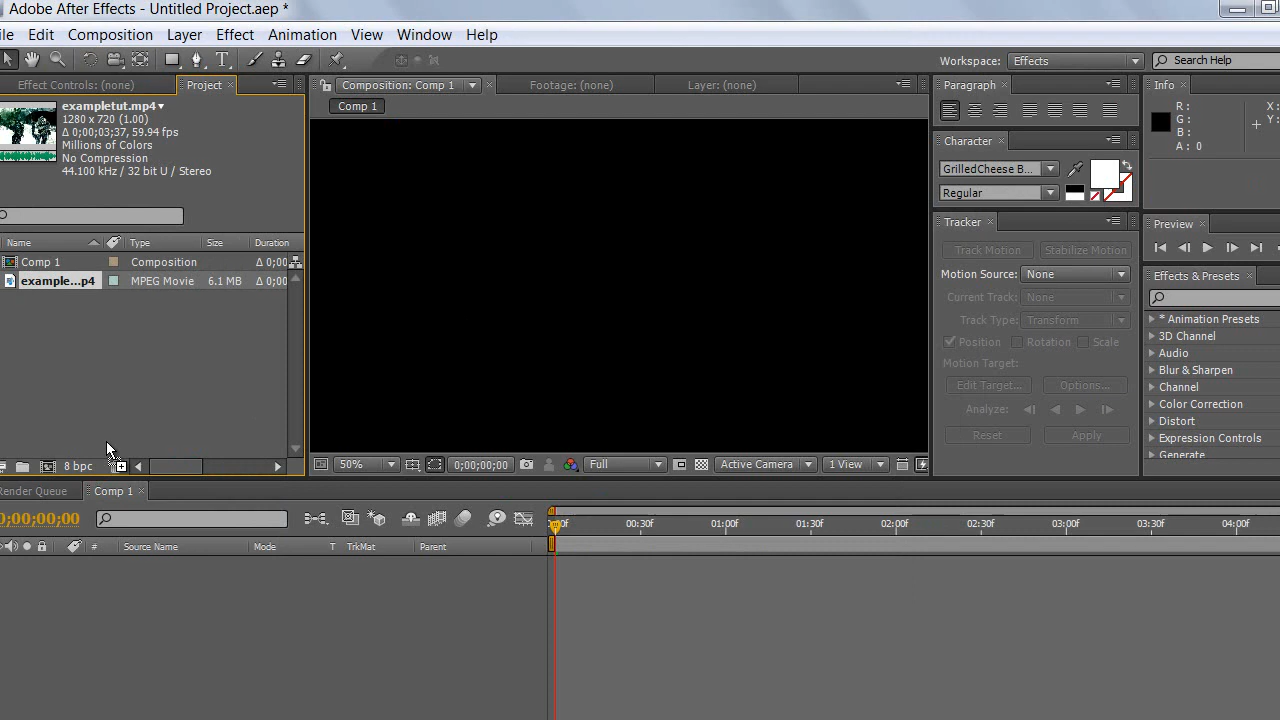 Adobe After Effects - Untitled Project.aep *
ile Edit Composition Layer Effect Animation View Window Help
Workspace: Effects Search Help
Effect Controls: (none) Project Composition: Comp 1 Footage: (none) Layer: (none) Paragraph Info
exampletut.mp4
1280 x 720 (1.00)
Δ 0;00;03;37, 59.94 fps
Millions of Colors
No Compression
44.100 kHz / 32 bit U / Stereo
Comp 1
R :
G :
B :
A : 0
X:
Y:
Character
GrilledCheese B...
Regular
Name Type Size Duration
Comp 1 Composition Δ 0;00
example...p4 MPEG Movie 6.1 MB Δ 0;00
Tracker
Track Motion Stabilize Motion
Motion Source: None
Current Track: None
Track Type: Transform
Position Rotation Scale
Motion Target:
Edit Target... Options...
Analyze:
Reset Apply
Preview
Effects & Presets
* Animation Presets
3D Channel
Audio
Blur & Sharpen
Channel
Color Correction
Distort
Expression Controls
Generate
8 bpc
50% 0;00;00;00 Full Active Camera 1 View
Render Queue Comp 1
0;00;00;00
:00f 00:30f 01:00f 01:30f 02:00f 02:30f 03:00f 03:30f 04:00f
# Source Name Mode T TrkMat Parent